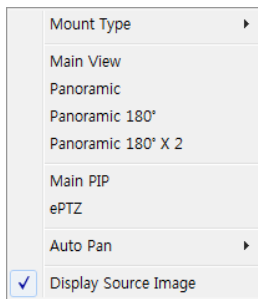 Mount Type
Main View
Panoramic
Panoramic 180°
Panoramic 180° X 2
Main PIP
ePTZ
Auto Pan
Display Source Image